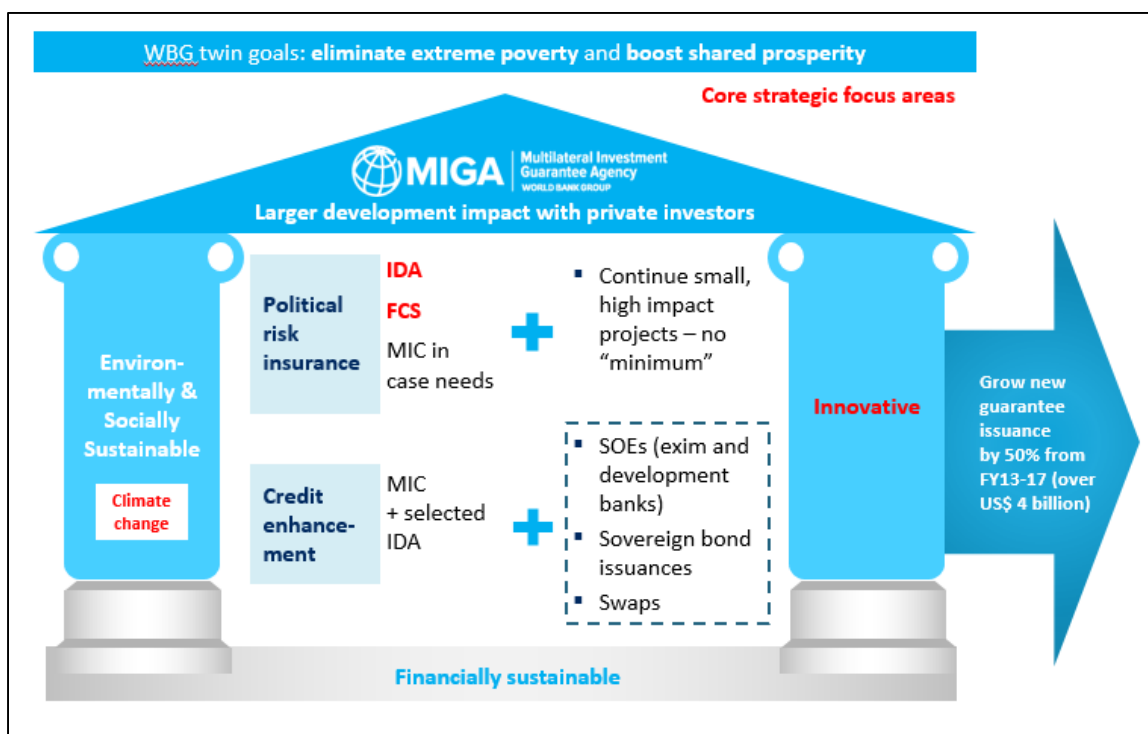 WBG twin goals: eliminate extreme poverty and boost shared prosperity
Core strategic focus areas
MIGA
Multilateral Investment
Guarantee Agency
WORLD BANK GROUP
Larger development impact with private investors
Environ-
mentally &
Socially
Sustainable
Climate
change
Political
risk
insurance
IDA
FCS
MIC in
case needs
▪ Continue small,
high impact
projects – no
“minimum”
Credit
enhance-
ment
MIC
+ selected
IDA
▪ SOEs (exim and
development
banks)
▪ Sovereign bond
issuances
▪ Swaps
Innovative
Grow new
guarantee
issuance
by 50% from
FY13-17 (over
US$ 4 billion)
Financially sustainable